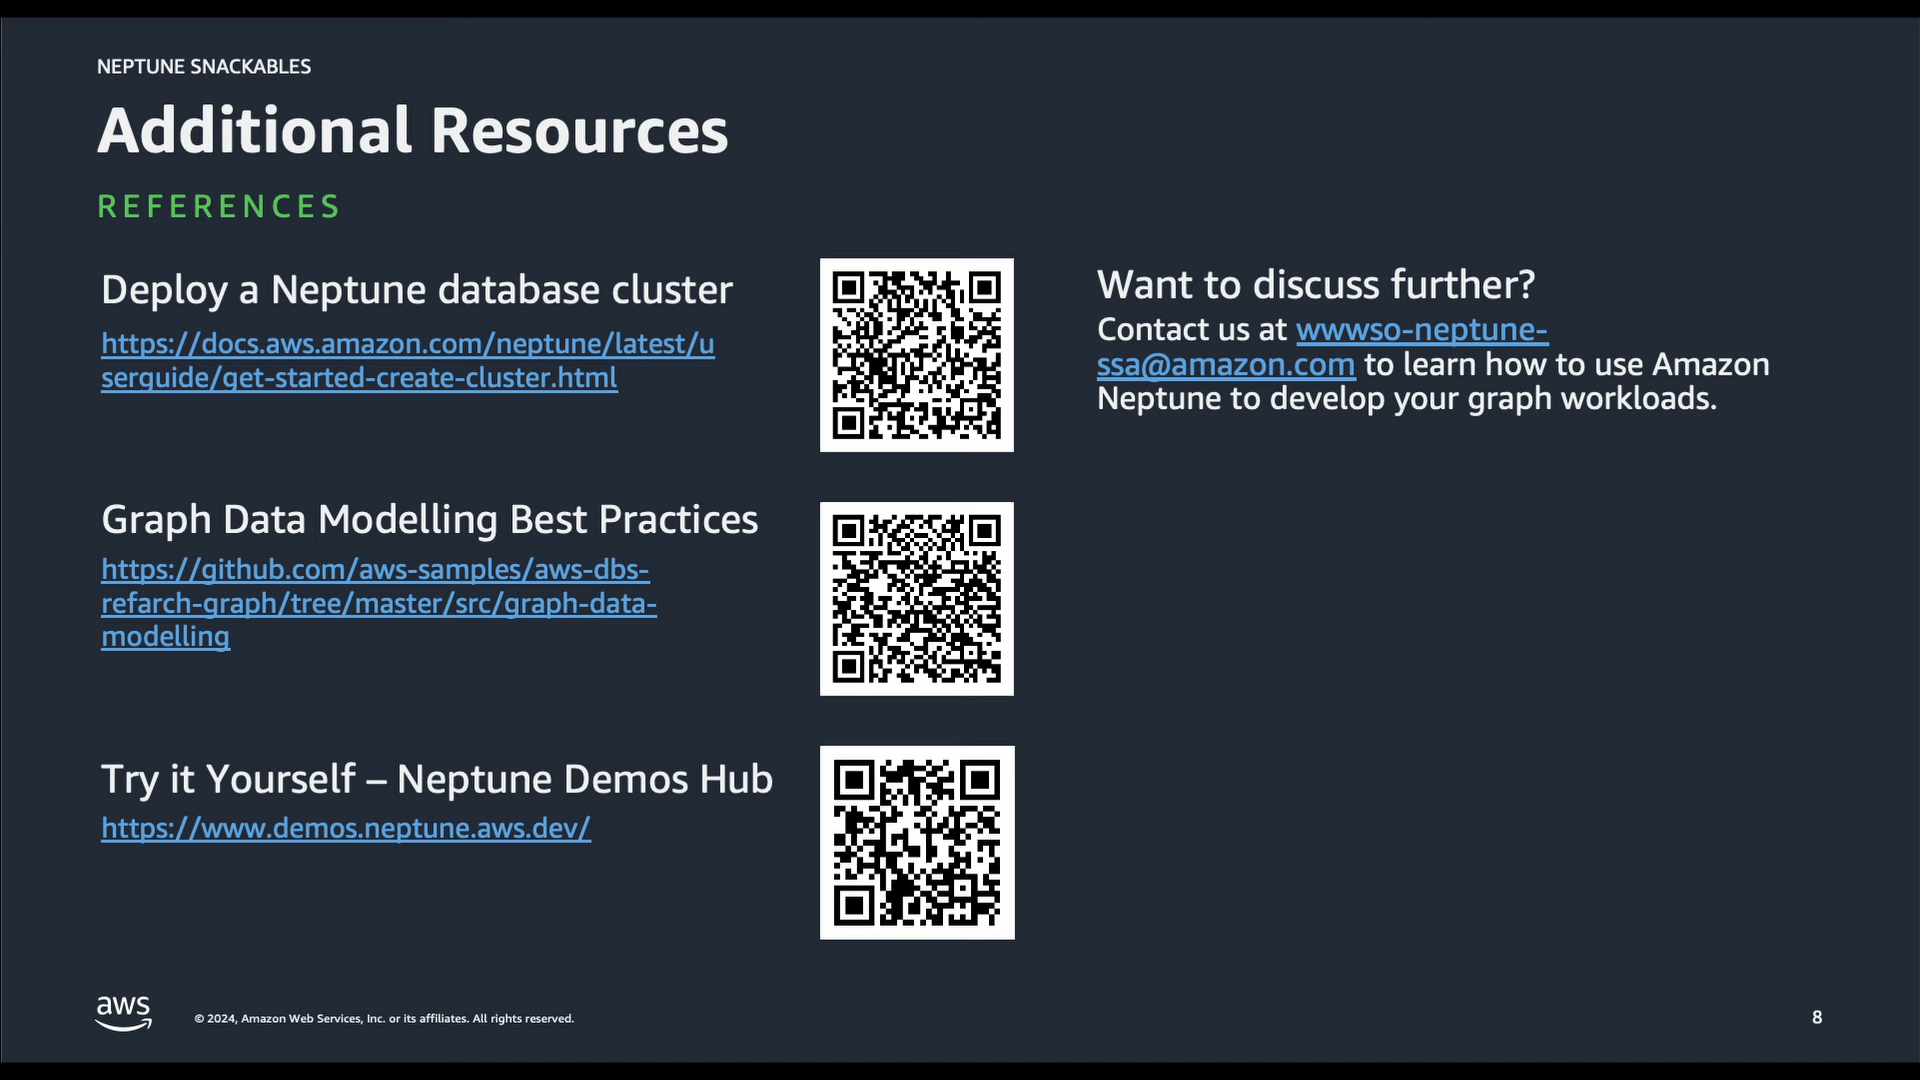 NEPTUNE SNACKABLES
Additional Resources
REFERENCES
Deploy a Neptune database cluster
https://docs.aws.amazon.com/neptune/latest/u
serguide/get-started-create-cluster.html
Graph Data Modelling Best Practices
https://github.com/aws-samples/aws-dbs-
refarch-graph/tree/master/src/graph-data-
modelling
Try it Yourself – Neptune Demos Hub
https://www.demos.neptune.aws.dev/
Want to discuss further?
Contact us at wwwso-neptune-
ssa@amazon.com to learn how to use Amazon
Neptune to develop your graph workloads.
aws
© 2024, Amazon Web Services, Inc. or its affiliates. All rights reserved.
8